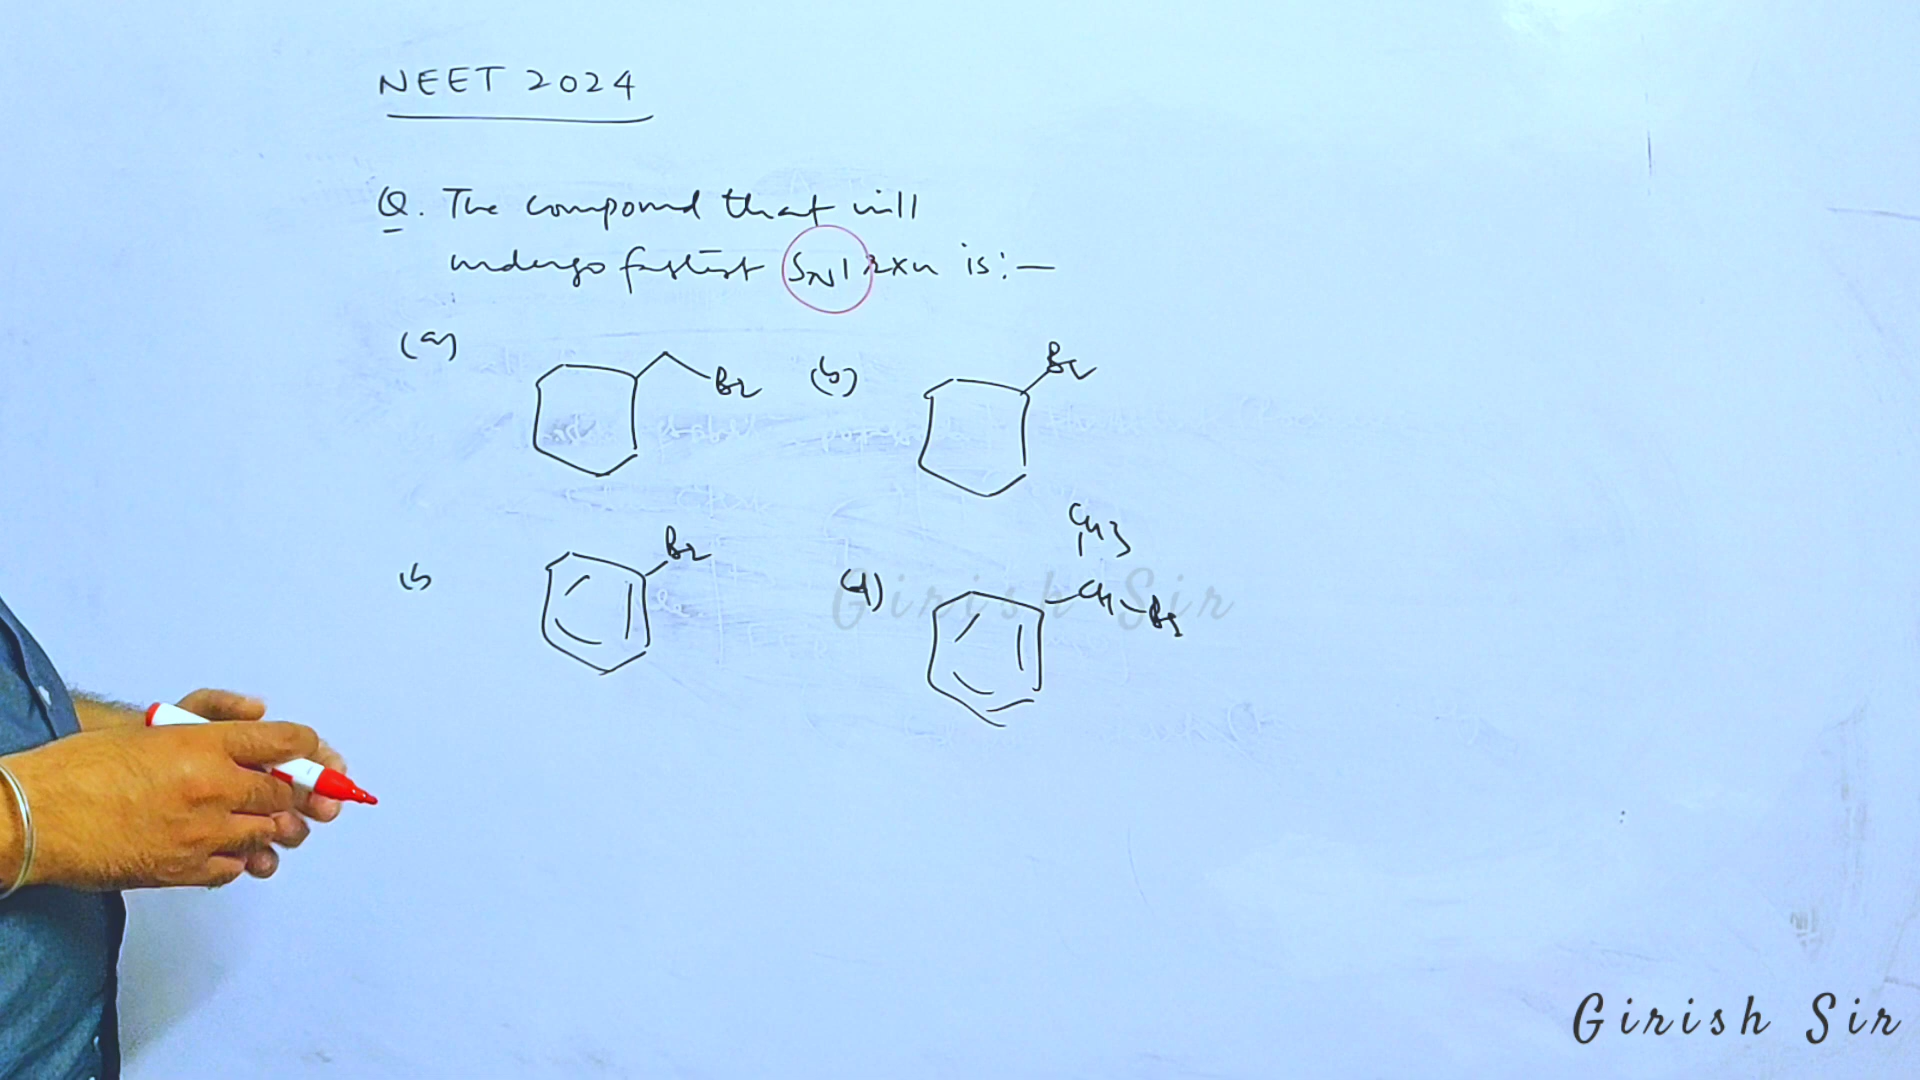 NEET 2024
Q. The compound that will
undergo fastest SN1 rxn is:—
(a)
Br
(b)
Br
Br
CH3
(d)
CH
Br
Girish Sir
Girish Sir